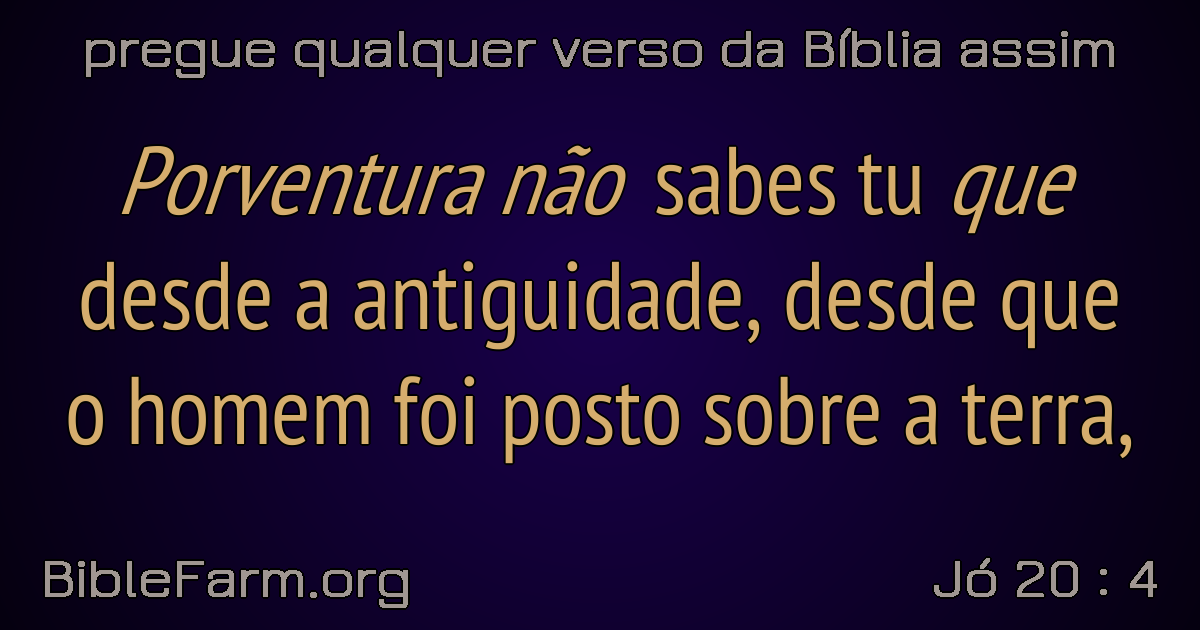 pregue qualquer verso da Bíblia assim
Porventura não sabes tu que
desde a antiguidade, desde que
o homem foi posto sobre a terra,
BibleFarm.org
Jó 20 : 4